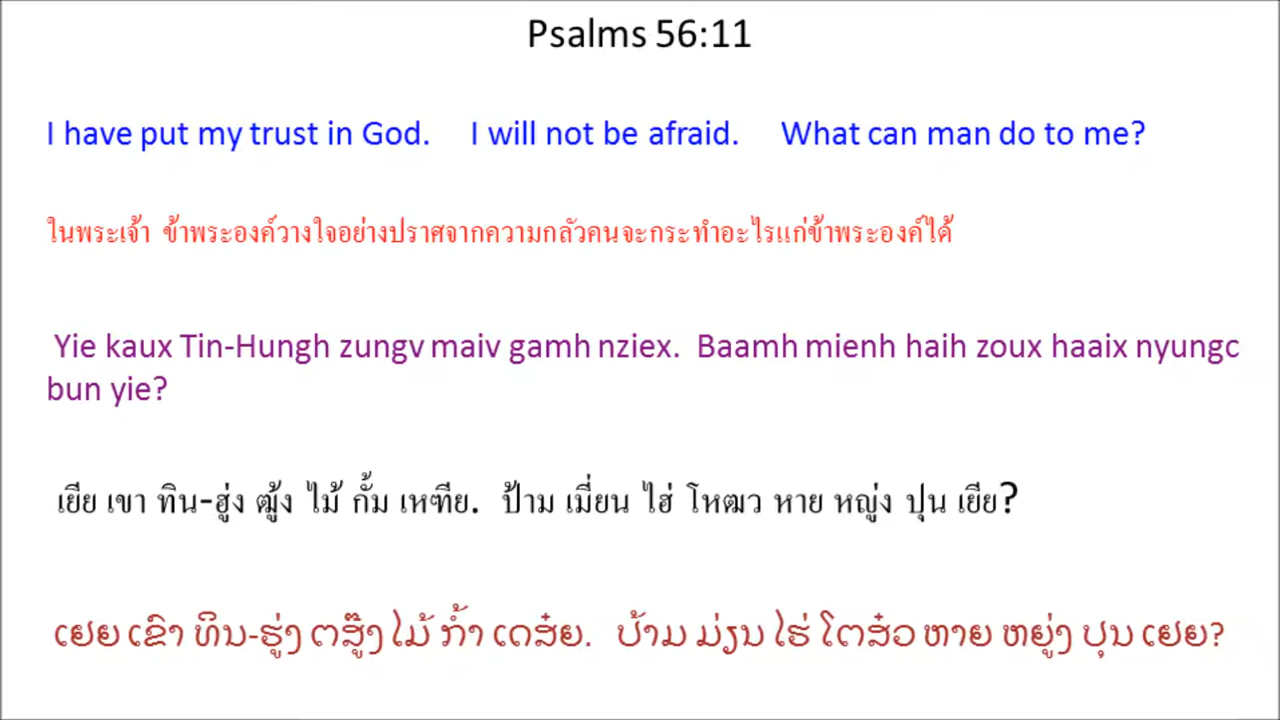 Psalms 56:11
I have put my trust in God. I will not be afraid. What can man do to me?
ในพระเจ้า ข้าพระองค์วางใจอย่างปราศจากความกลัวคนจะกระทำอะไรแก่ข้าพระองค์ได้
Yie kaux Tin-Hungh zungv maiv gamh nziex. Baamh mienh haih zoux haaix nyungc
bun yie?
เยีย เขา ทิน-ฮู่ง ฒู้ง ไม้ กั้ม เหฑีย. ป้าม เมี่ยน ไฮ่ โหฒว หาย หญู่ง ปุน เยีย?
ເຢຍ ເຂົາ ທິນ-ຮູ່ງ ຕສູ໊ງ ໄມ້ ກ້ຳ ເດສ໋ຍ. ປ້າມ ມ່ຽນ ໄຮ່ ໂຕສ໋ວ ຫາຍ ຫຍູ່ງ ປຸນ ເຢຍ?